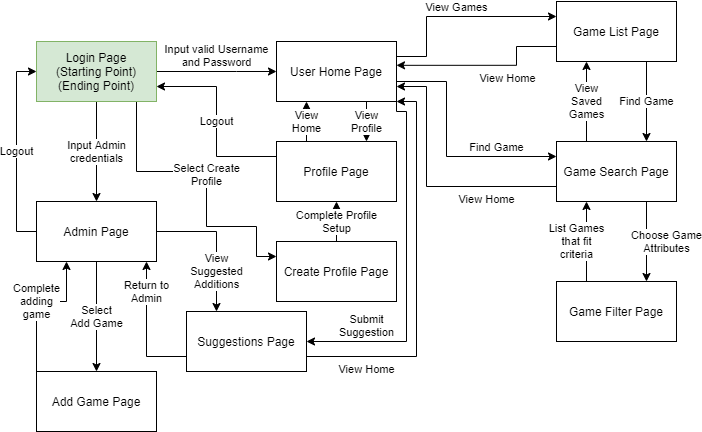 View Games
Login Page
(Starting Point)
(Ending Point)
Input valid Username
and Password
User Home Page
Game List Page
View Home
View
Saved
Games
Find Game
Logout
View
Home
View
Profile
Logout
Input Admin
credentials
Select Create
Profile
Profile Page
Find Game
Game Search Page
View Home
Complete Profile
Setup
Admin Page
List Games
that fit
criteria
Choose Game
Attributes
View
Suggested
Additions
Create Profile Page
Complete
adding
game
Return to
Admin
Select
Add Game
Submit
Suggestion
Game Filter Page
Suggestions Page
View Home
Add Game Page